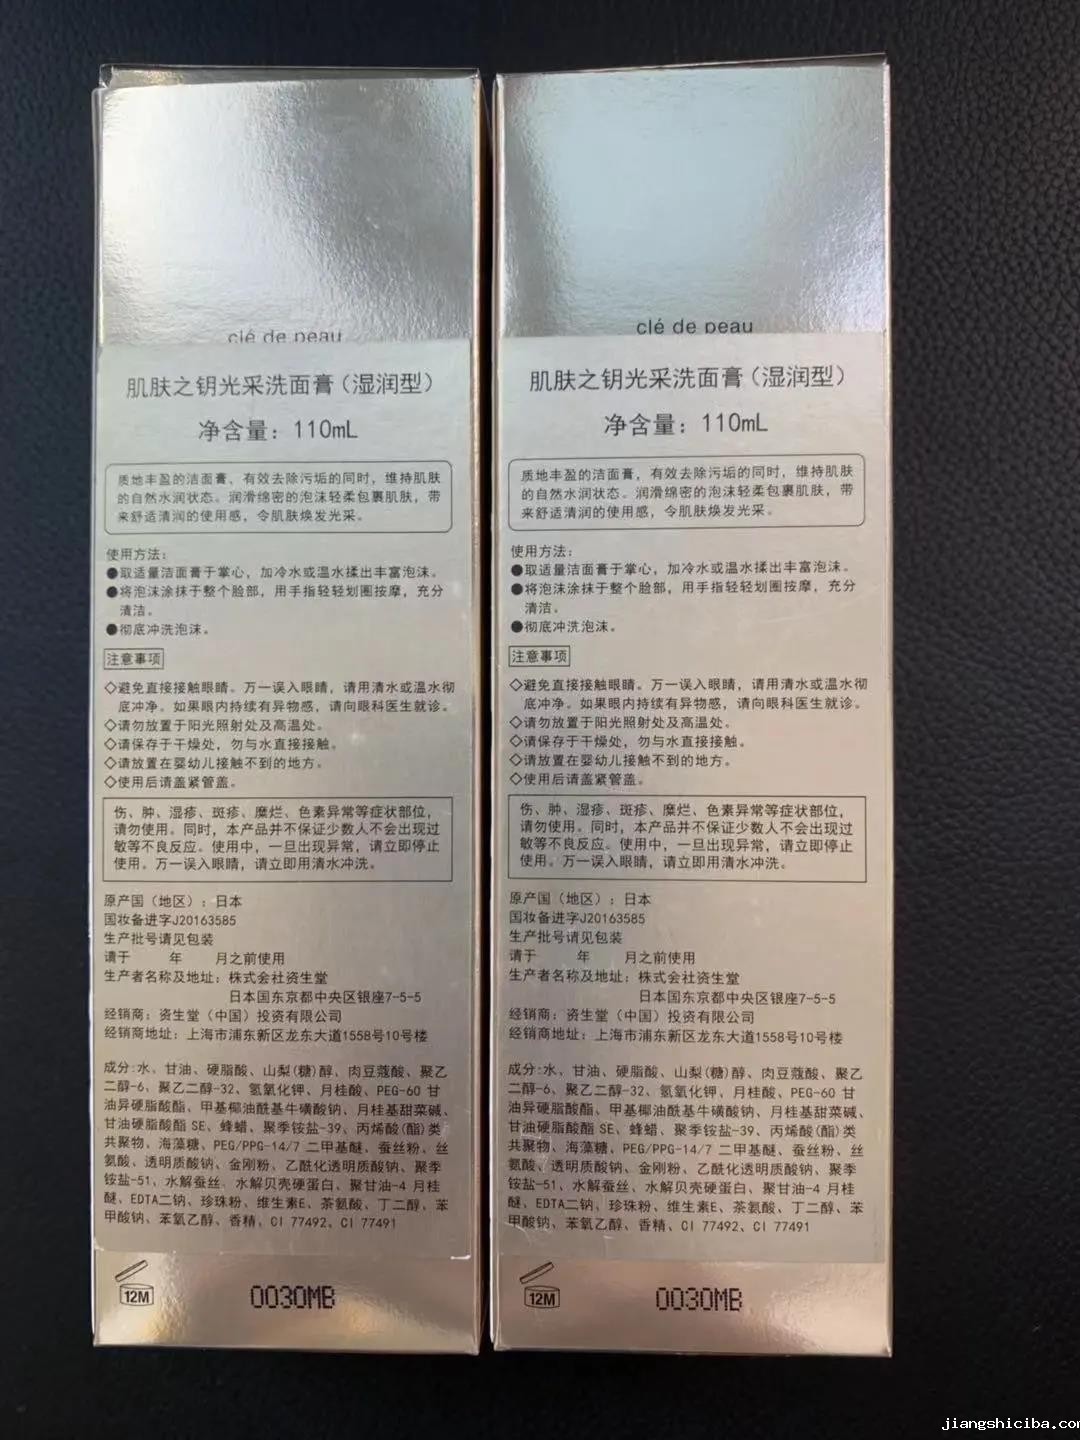 clé de peau
肌肤之钥光采洗面膏（湿润型）
净含量：110mL
质地丰盈的洁面膏，有效去除污垢的同时，维持肌肤
的自然水润状态。润滑绵密的泡沫轻柔包裹肌肤，带
来舒适清润的使用感，令肌肤焕发光采。
使用方法：
●取适量洁面膏于掌心，加冷水或温水揉出丰富泡沫。
●将泡沫涂抹于整个脸部，用手指轻轻划圈按摩，充分
清洁。
●彻底冲洗泡沫。
注意事项
◇避免直接接触眼睛。万一误入眼睛，请用清水或温水彻
底冲净。如果眼内持续有异物感，请向眼科医生就诊。
◇请勿放置于阳光照射处及高温处。
◇请保存于干燥处，勿与水直接接触。
◇请放置在婴幼儿接触不到的地方。
◇使用后请盖紧管盖。
伤、肿、湿疹、斑疹、糜烂、色素异常等症状部位，
请勿使用。同时，本产品并不保证少数人不会出现过
敏等不良反应。使用中，一旦出现异常，请立即停止
使用。万一误入眼睛，请立即用清水冲洗。
原产国（地区）：日本
国妆备进字J20163585
生产批号请见包装
请于 年 月之前使用
生产者名称及地址：株式会社资生堂
日本国东京都中央区银座7-5-5
经销商：资生堂（中国）投资有限公司
经销商地址：上海市浦东新区龙东大道1558号10号楼
成分:水、甘油、硬脂酸、山梨(糖)醇、肉豆蔻酸、聚乙
二醇-6、聚乙二醇-32、氢氧化钾、月桂酸、PEG-60 甘
油异硬脂酸酯、甲基椰油酰基牛磺酸钠、月桂基甜菜碱、
甘油硬脂酸酯 SE、蜂蜡、聚季铵盐-39、丙烯酸(酯)类
共聚物、海藻糖、PEG/PPG-14/7 二甲基醚、蚕丝粉、丝
氨酸、透明质酸钠、金刚粉、乙酰化透明质酸钠、聚季
铵盐-51、水解蚕丝、水解贝壳硬蛋白、聚甘油-4 月桂
醚、EDTA二钠、珍珠粉、维生素E、茶氨酸、丁二醇、苯
甲酸钠、苯氧乙醇、香精、CI 77492、CI 77491
12M
0030MB
clé de peau
肌肤之钥光采洗面膏（湿润型）
净含量：110mL
质地丰盈的洁面膏，有效去除污垢的同时，维持肌肤
的自然水润状态。润滑绵密的泡沫轻柔包裹肌肤，带
来舒适清润的使用感，令肌肤焕发光采。
使用方法：
●取适量洁面膏于掌心，加冷水或温水揉出丰富泡沫。
●将泡沫涂抹于整个脸部，用手指轻轻划圈按摩，充分
清洁。
●彻底冲洗泡沫。
注意事项
◇避免直接接触眼睛。万一误入眼睛，请用清水或温水彻
底冲净。如果眼内持续有异物感，请向眼科医生就诊。
◇请勿放置于阳光照射处及高温处。
◇请保存于干燥处，勿与水直接接触。
◇请放置在婴幼儿接触不到的地方。
◇使用后请盖紧管盖。
伤、肿、湿疹、斑疹、糜烂、色素异常等症状部位，
请勿使用。同时，本产品并不保证少数人不会出现过
敏等不良反应。使用中，一旦出现异常，请立即停止
使用。万一误入眼睛，请立即用清水冲洗。
原产国（地区）：日本
国妆备进字J20163585
生产批号请见包装
请于 年 月之前使用
生产者名称及地址：株式会社资生堂
日本国东京都中央区银座7-5-5
经销商：资生堂（中国）投资有限公司
经销商地址：上海市浦东新区龙东大道1558号10号楼
成分:水、甘油、硬脂酸、山梨(糖)醇、肉豆蔻酸、聚乙
二醇-6、聚乙二醇-32、氢氧化钾、月桂酸、PEG-60 甘
油异硬脂酸酯、甲基椰油酰基牛磺酸钠、月桂基甜菜碱、
甘油硬脂酸酯 SE、蜂蜡、聚季铵盐-39、丙烯酸(酯)类
共聚物、海藻糖、PEG/PPG-14/7 二甲基醚、蚕丝粉、丝
氨酸、透明质酸钠、金刚粉、乙酰化透明质酸钠、聚季
铵盐-51、水解蚕丝、水解贝壳硬蛋白、聚甘油-4 月桂
醚、EDTA二钠、珍珠粉、维生素E、茶氨酸、丁二醇、苯
甲酸钠、苯氧乙醇、香精、CI 77492、CI 77491
12M
0030MB
jiangshiciba.com